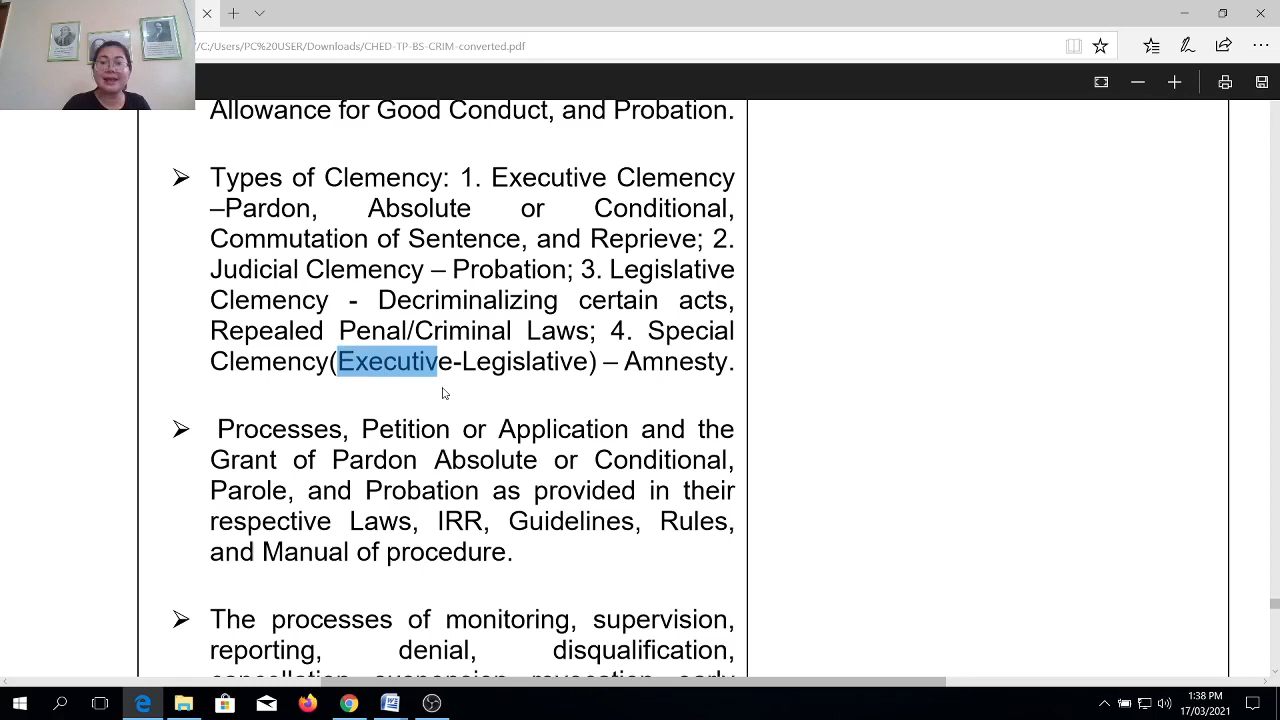 /C:/Users/PC%20USER/Downloads/CHED-TP-BS-CRIM-converted.pdf
Allowance for Good Conduct, and Probation.
➢ Types of Clemency: 1. Executive Clemency
–Pardon, Absolute or Conditional,
Commutation of Sentence, and Reprieve; 2.
Judicial Clemency – Probation; 3. Legislative
Clemency - Decriminalizing certain acts,
Repealed Penal/Criminal Laws; 4. Special
Clemency(Executive-Legislative) – Amnesty.
➢ Processes, Petition or Application and the
Grant of Pardon Absolute or Conditional,
Parole, and Probation as provided in their
respective Laws, IRR, Guidelines, Rules,
and Manual of procedure.
➢ The processes of monitoring, supervision,
reporting, denial, disqualification,
cancellation, suspension, revocation, early
1:38 PM
17/03/2021